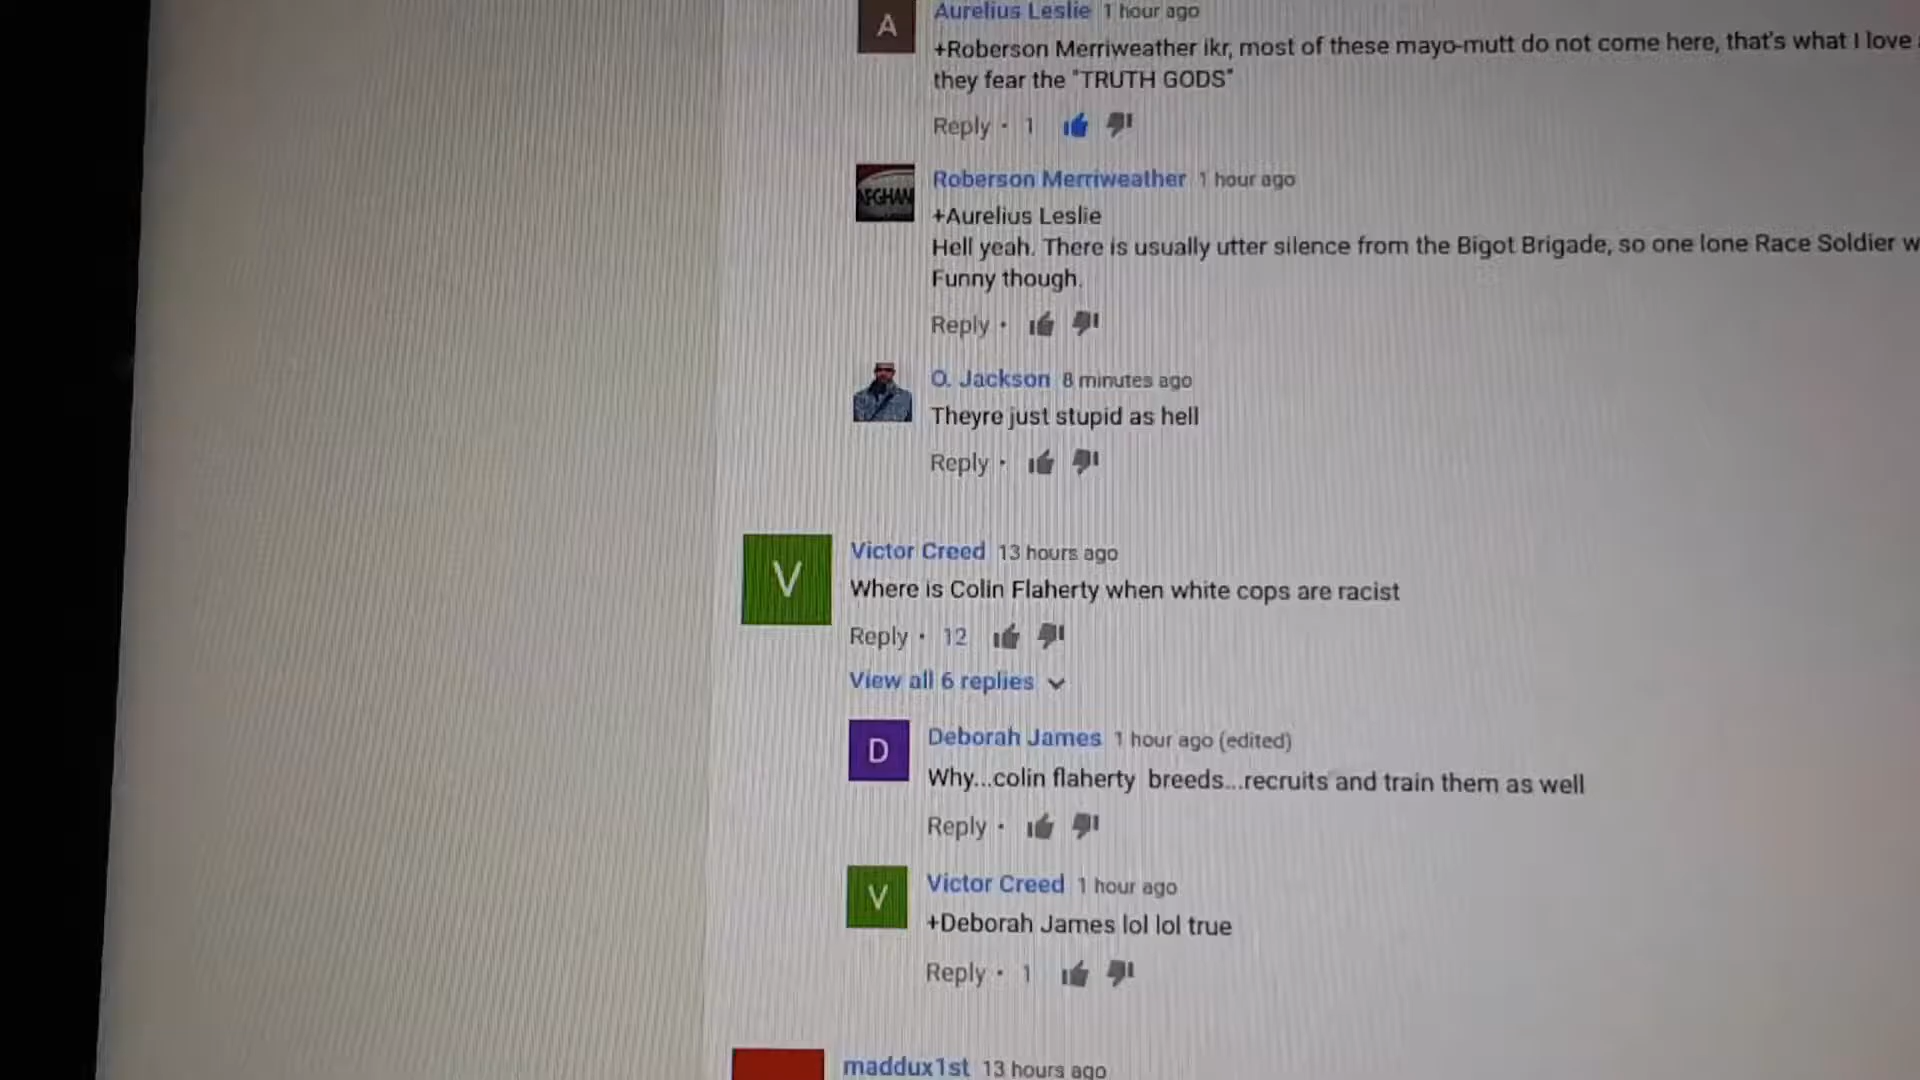 A
Aurelius Leslie 1 hour ago
+Roberson Merriweather ikr, most of these mayo-mutt do not come here, that's what I love
they fear the "TRUTH GODS"
Reply · 1
AFGHAN
Roberson Merriweather 1 hour ago
+Aurelius Leslie
Hell yeah. There is usually utter silence from the Bigot Brigade, so one lone Race Soldier w
Funny though.
Reply ·
O. Jackson 8 minutes ago
Theyre just stupid as hell
Reply ·
V
Victor Creed 13 hours ago
Where is Colin Flaherty when white cops are racist
Reply · 12
View all 6 replies
D
Deborah James 1 hour ago (edited)
Why...colin flaherty breeds...recruits and train them as well
Reply ·
V
Victor Creed 1 hour ago
+Deborah James lol lol true
Reply · 1
maddux1st 13 hours ago